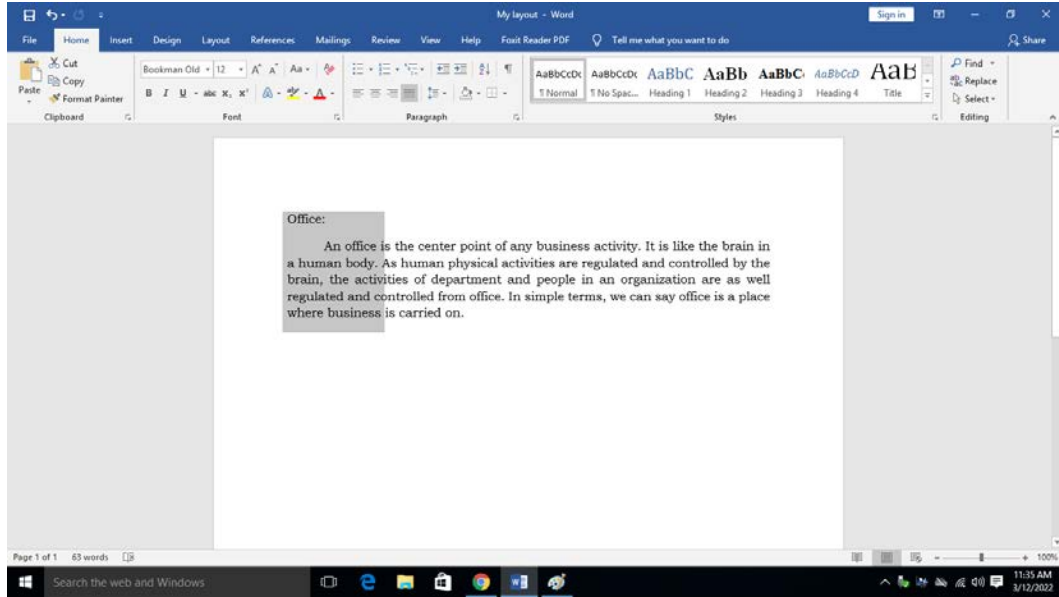 My layout - Word
Sign in
File Home Insert Design Layout References Mailings Review View Help Foxit Reader PDF Tell me what you want to do Share
Paste
Cut
Copy
Format Painter
Clipboard
Bookman Old 12 Aa
B I U abc X, X²
Font
Paragraph
AaBbCcDc AaBbCcDc AaBbC AaBb AaBbC AaBbCcD AaB
¶ Normal ¶ No Spac... Heading 1 Heading 2 Heading 3 Heading 4 Title
Styles
Find
Replace
Select
Editing
Office:
An office is the center point of any business activity. It is like the brain in
a human body. As human physical activities are regulated and controlled by the
brain, the activities of department and people in an organization are as well
regulated and controlled from office. In simple terms, we can say office is a place
where business is carried on.
Page 1 of 1 63 words
100%
Search the web and Windows
11:35 AM
3/12/2022